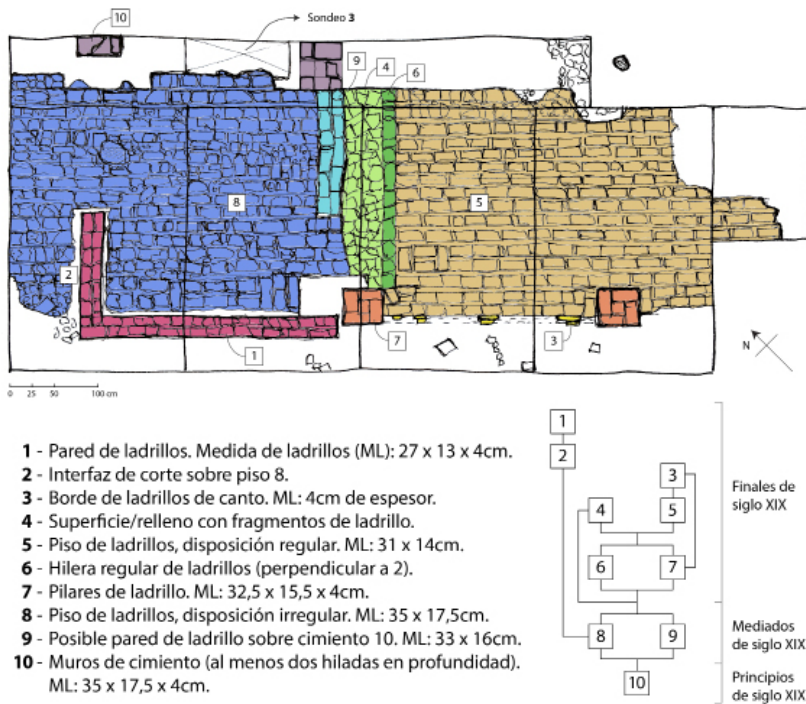 10
Sondeo 3
9
4
6
8
5
2
1
7
3
N
0 25 50 100 cm
1 - Pared de ladrillos. Medida de ladrillos (ML): 27 x 13 x 4cm.
2 - Interfaz de corte sobre piso 8.
3 - Borde de ladrillos de canto. ML: 4cm de espesor.
4 - Superficie/relleno con fragmentos de ladrillo.
5 - Piso de ladrillos, disposición regular. ML: 31 x 14cm.
6 - Hilera regular de ladrillos (perpendicular a 2).
7 - Pilares de ladrillo. ML: 32,5 x 15,5 x 4cm.
8 - Piso de ladrillos, disposición irregular. ML: 35 x 17,5cm.
9 - Posible pared de ladrillo sobre cimiento 10. ML: 33 x 16cm.
10 - Muros de cimiento (al menos dos hiladas en profundidad).
ML: 35 x 17,5 x 4cm.
1
2
3
4
5
6
7
8
9
10
Finales de
siglo XIX
Mediados
de siglo XIX
Principios
de siglo XIX